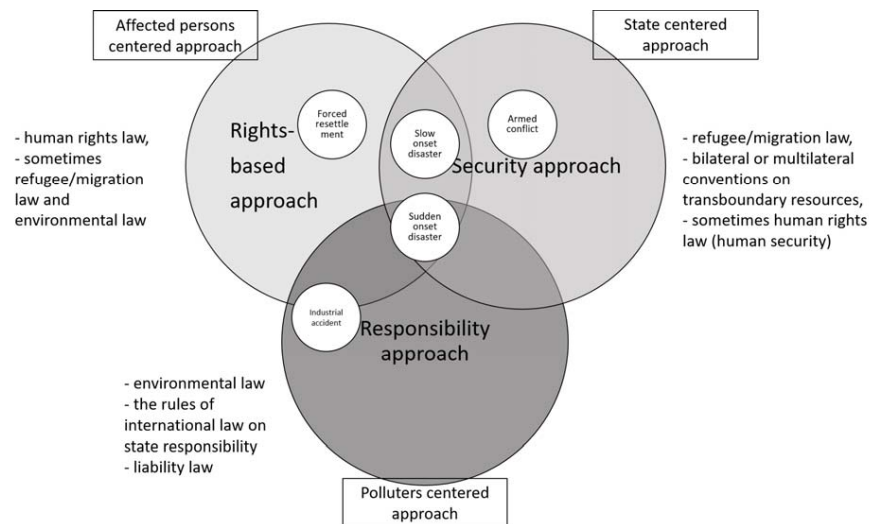 Affected persons
centered approach
State centered
approach
Forced
resettle
ment
Slow
onset
disaster
Armed
conflict
Rights-
based
approach
Security approach
- human rights law,
- sometimes
refugee/migration
law and
environmental law
- refugee/migration law,
- bilateral or multilateral
conventions on
transboundary resources,
- sometimes human rights
law (human security)
Sudden
onset
disaster
Industrial
accident
Responsibility
approach
- environmental law
- the rules of
international law on
state responsibility
- liability law
Polluters centered
approach